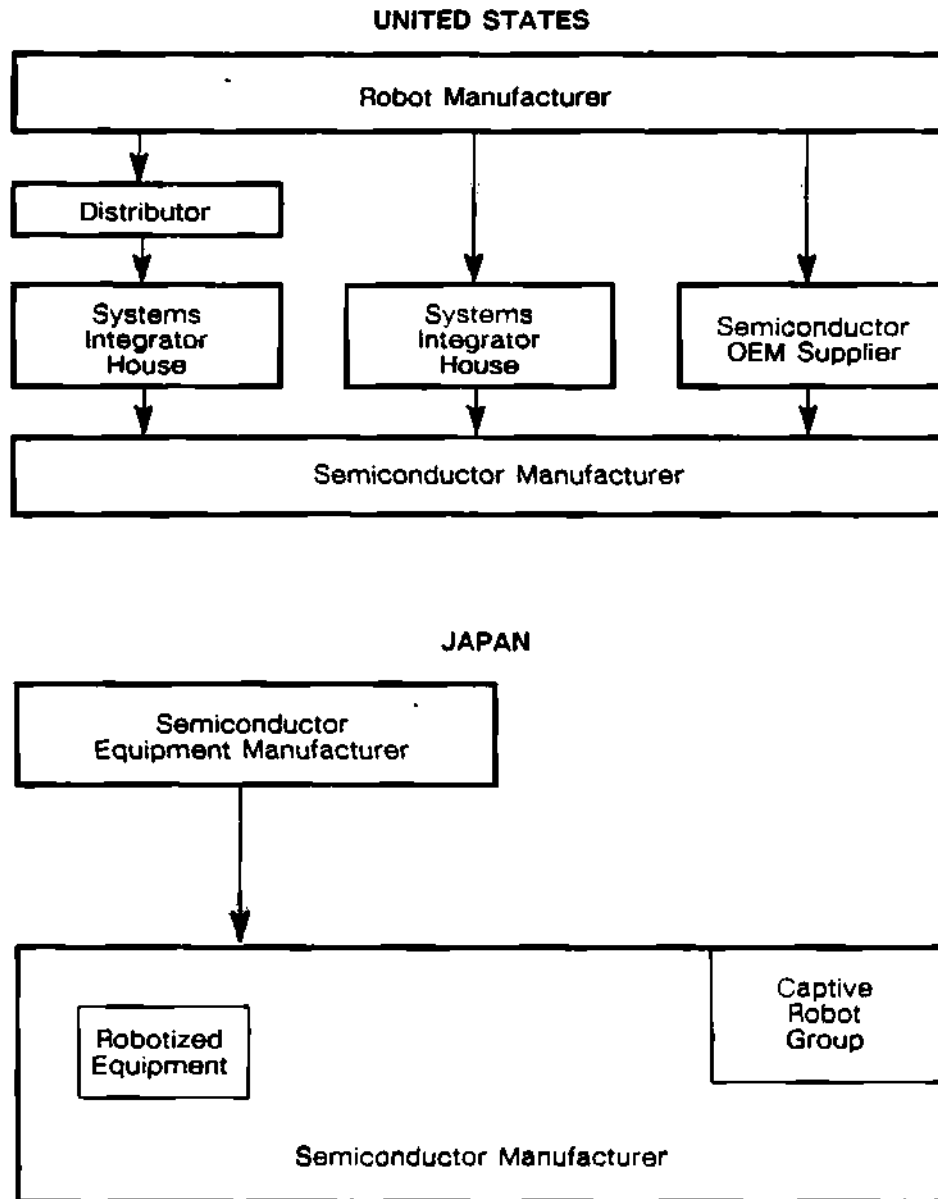 UNITED STATES
Robot Manufacturer
Distributor
Systems
Integrator
House
Systems
Integrator
House
Semiconductor
OEM Supplier
Semiconductor Manufacturer
JAPAN
Semiconductor
Equipment Manufacturer
Robotized
Equipment
Captive
Robot
Group
Semiconductor Manufacturer